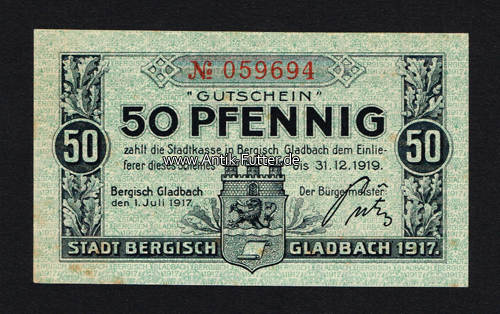 № 059694
"GUTSCHEIN"
50 PFENNIG
50
50
zahlt die Stadtkasse in Bergisch Gladbach dem Einlie-
ferer dieses Scheines bis 31.12.1919.
www.Antik-Futter.de
Bergisch Gladbach
den 1. Juli 1917.
Der Bürgermeister:
STADT BERGISCH GLADBACH 1917.